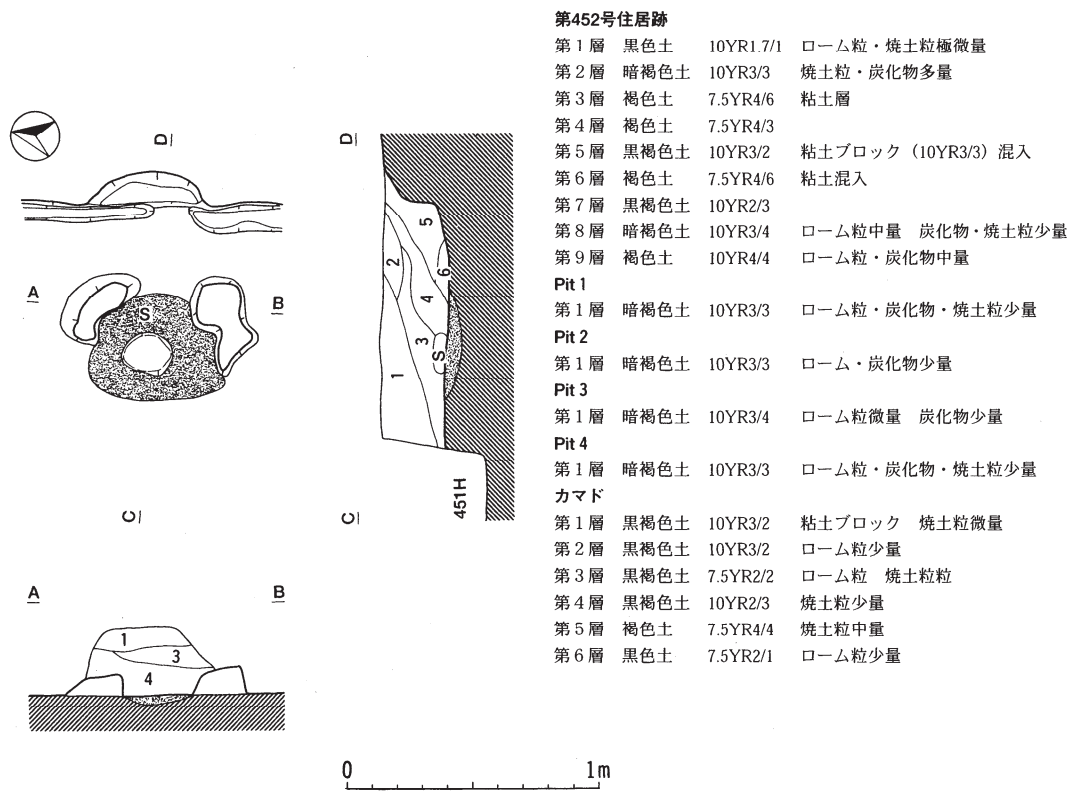 第452号住居跡
第1層 黒色土 10YR1.7/1 ローム粒・焼土粒極微量
第2層 暗褐色土 10YR3/3 焼土粒・炭化物多量
第3層 褐色土 7.5YR4/6 粘土層
第4層 褐色土 7.5YR4/3
第5層 黒褐色土 10YR3/2 粘土ブロック(10YR3/3)混入
第6層 褐色土 7.5YR4/6 粘土混入
第7層 黒褐色土 10YR2/3
第8層 暗褐色土 10YR3/4 ローム粒中量 炭化物・焼土粒少量
第9層 褐色土 10YR4/4 ローム粒・炭化物中量
Pit 1
第1層 暗褐色土 10YR3/3 ローム粒・炭化物・焼土粒少量
Pit 2
第1層 暗褐色土 10YR3/3 ローム・炭化物少量
Pit 3
第1層 暗褐色土 10YR3/4 ローム粒微量 炭化物少量
Pit 4
第1層 暗褐色土 10YR3/3 ローム粒・炭化物・焼土粒少量
カマド
第1層 黒褐色土 10YR3/2 粘土ブロック 焼土粒微量
第2層 黒褐色土 10YR3/2 ローム粒少量
第3層 黒褐色土 7.5YR2/2 ローム粒 焼土粒粒
第4層 黒褐色土 10YR2/3 焼土粒少量
第5層 褐色土 7.5YR4/4 焼土粒中量
第6層 黒色土 7.5YR2/1 ローム粒少量
D
D
A
B
S
C
C
5
2
6
4
3
S
1
451H
A
B
1
3
4
0 1m